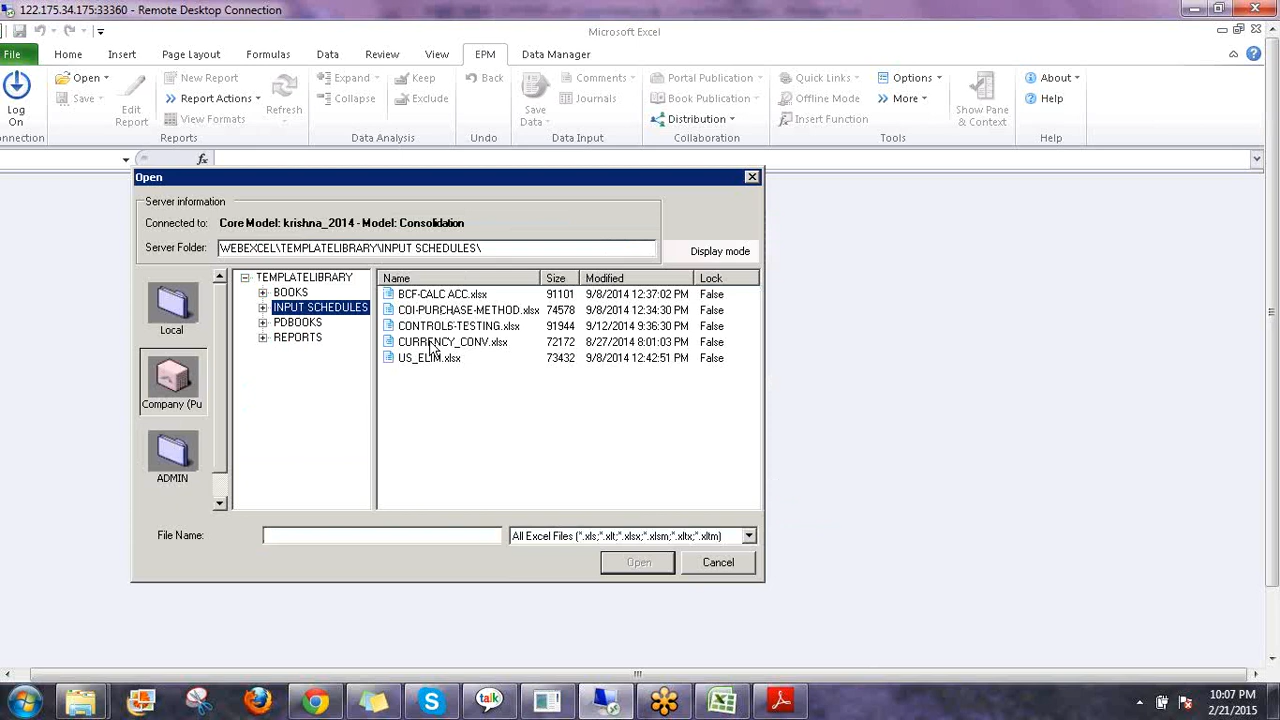 122.175.34.175:33360 - Remote Desktop Connection
Microsoft Excel
File Home Insert Page Layout Formulas Data Review View EPM Data Manager
Open New Report Expand Keep Back Comments Portal Publication Quick Links Options About
Save Report Actions Collapse Exclude Journals Book Publication Offline Mode More Help
View Formats Distribution Insert Function
Log On
Edit Report
Refresh
Save Data
Show Pane & Context
nnection Reports Data Analysis Undo Data Input Collaboration Tools Help
fx
Open
Server information
Connected to: Core Model: krishna_2014 - Model: Consolidation
Server Folder: \WEBEXCEL\TEMPLATELIBRARY\INPUT SCHEDULES\
Display mode
Local
Company (Pu
ADMIN
TEMPLATELIBRARY
BOOKS
INPUT SCHEDULES
PDBOOKS
REPORTS
Name Size Modified Lock
BCF-CALC ACC.xlsx 91101 9/8/2014 12:37:02 PM False
COI-PURCHASE-METHOD.xlsx 74578 9/8/2014 12:34:30 PM False
CONTROLS-TESTING.xlsx 91944 9/12/2014 9:36:30 PM False
CURRENCY_CONV.xlsx 72172 8/27/2014 8:01:03 PM False
US_ELIM.xlsx 73432 9/8/2014 12:42:51 PM False
File Name: All Excel Files (*.xls;*.xlt;*.xlsx;*.xlsm;*.xltx;*.xltm)
Open Cancel
talk
10:07 PM
2/21/2015